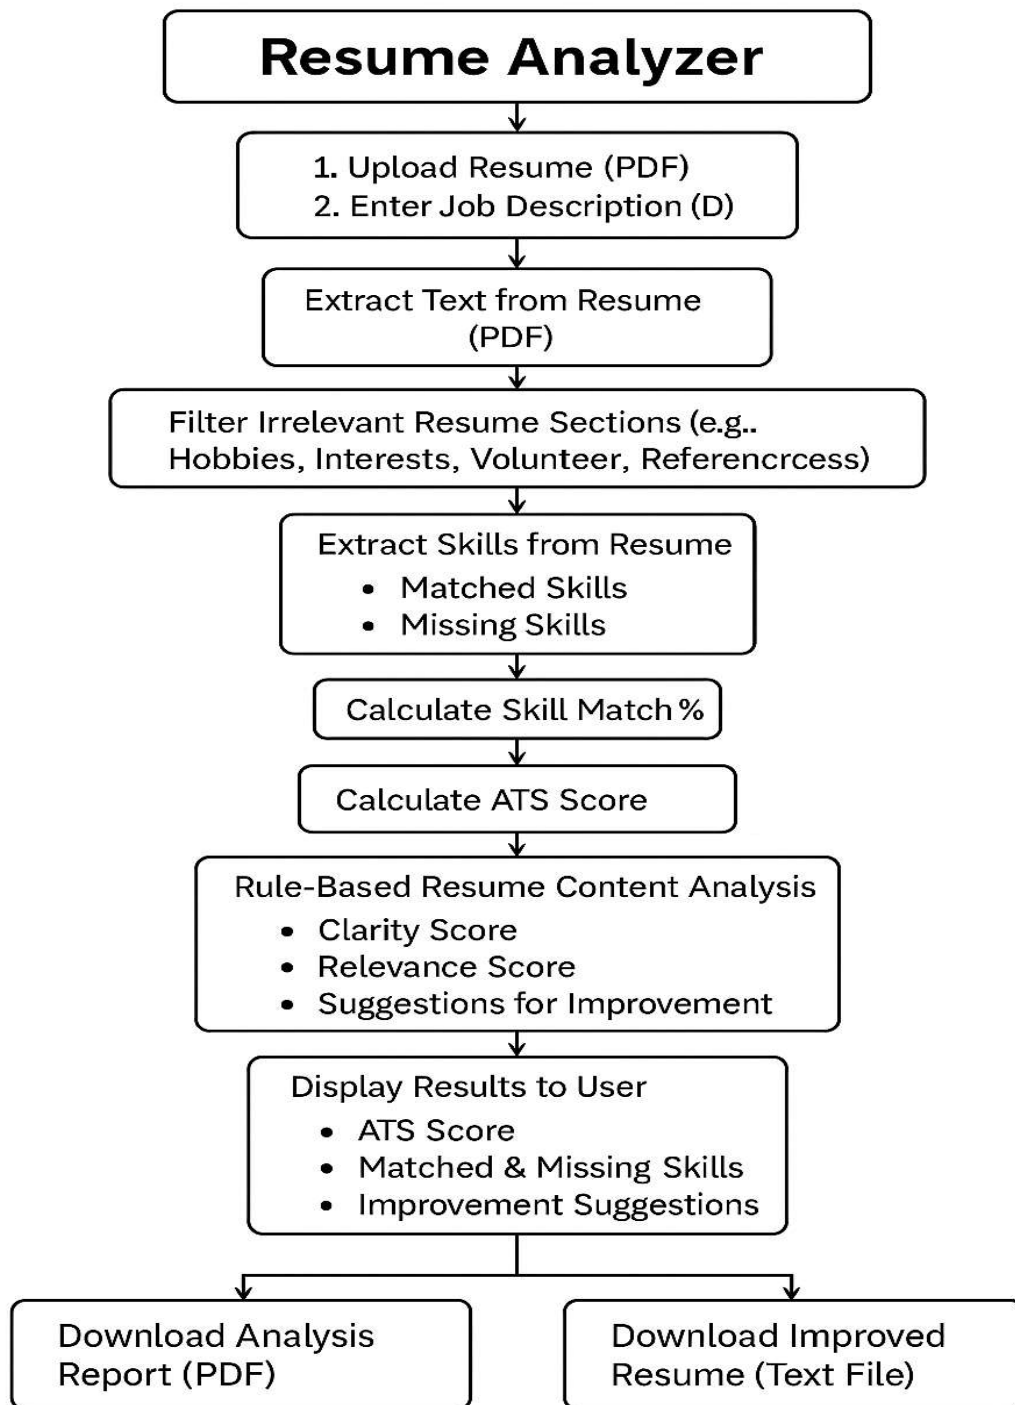 Resume Analyzer
1. Upload Resume (PDF)
2. Enter Job Description (D)
Extract Text from Resume
(PDF)
Filter Irrelevant Resume Sections (e.g..
Hobbies, Interests, Volunteer, Referencrcess)
Extract Skills from Resume
• Matched Skills
• Missing Skills
Calculate Skill Match %
Calculate ATS Score
Rule-Based Resume Content Analysis
• Clarity Score
• Relevance Score
• Suggestions for Improvement
Display Results to User
• ATS Score
• Matched & Missing Skills
• Improvement Suggestions
Download Analysis
Report (PDF)
Download Improved
Resume (Text File)